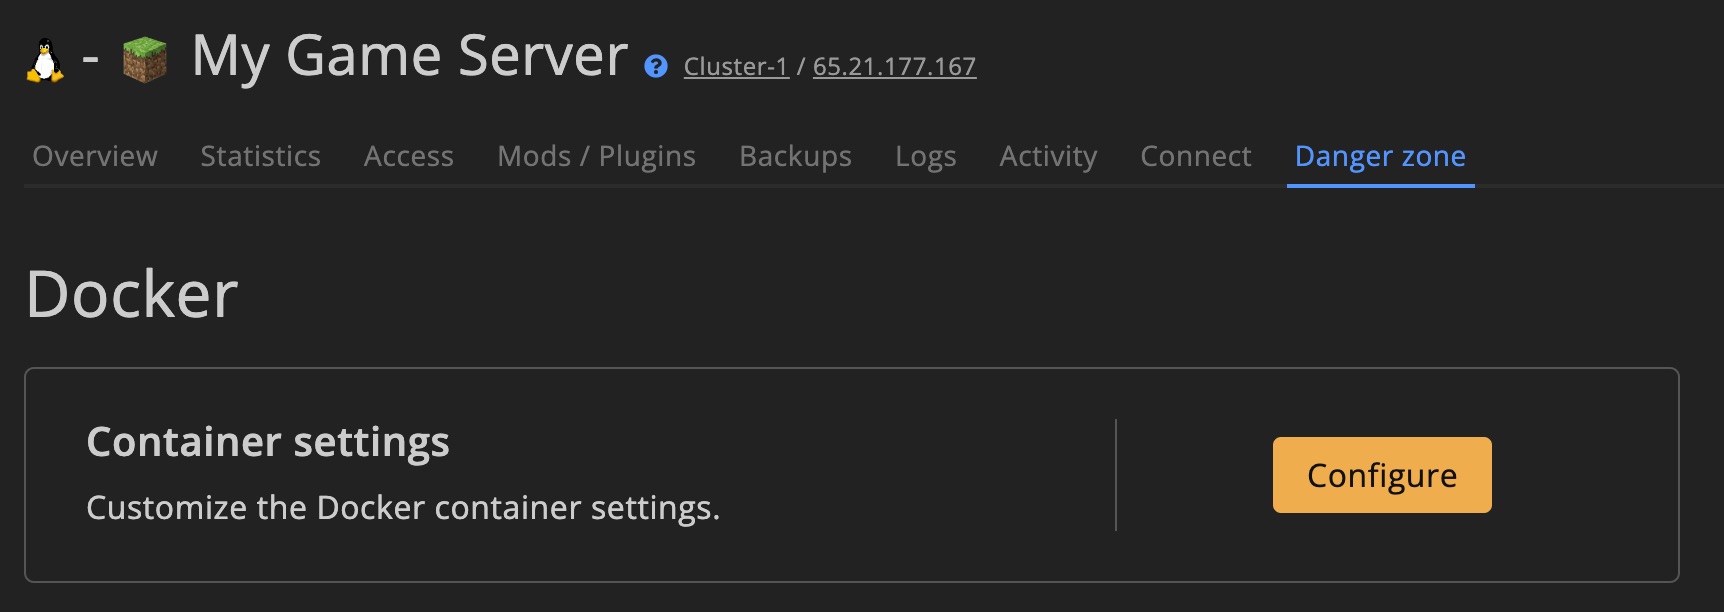 - My Game Server ? Cluster-1 / 65.21.177.167
Overview Statistics Access Mods / Plugins Backups Logs Activity Connect Danger zone
Docker
Container settings
Configure
Customize the Docker container settings.